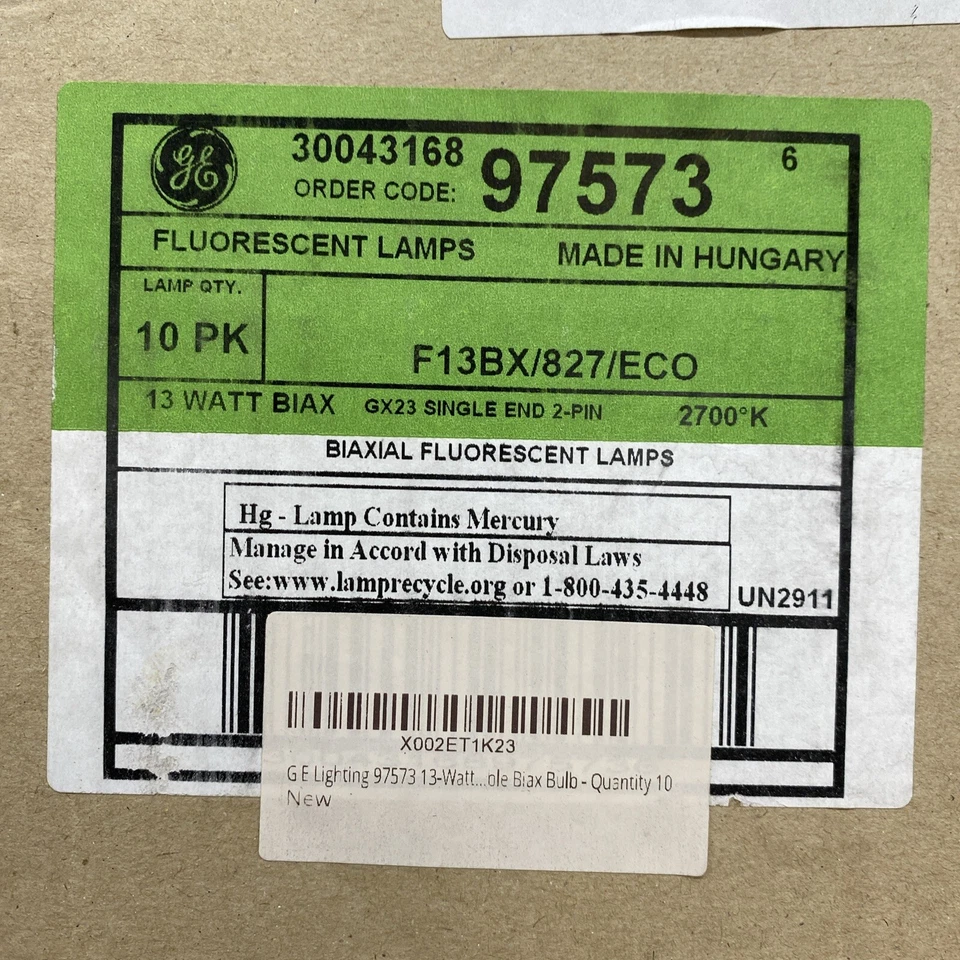 GE
30043168
ORDER CODE: 97573 6
FLUORESCENT LAMPS MADE IN HUNGARY
LAMP QTY.
10 PK
F13BX/827/ECO
13 WATT BIAX GX23 SINGLE END 2-PIN 2700°K
BIAXIAL FLUORESCENT LAMPS
Hg - Lamp Contains Mercury
Manage in Accord with Disposal Laws
See:www.lamprecycle.org or 1-800-435-4448
UN2911
X002ET1K23
G E Lighting 97573 13-Watt...ole Biax Bulb - Quantity 10
New